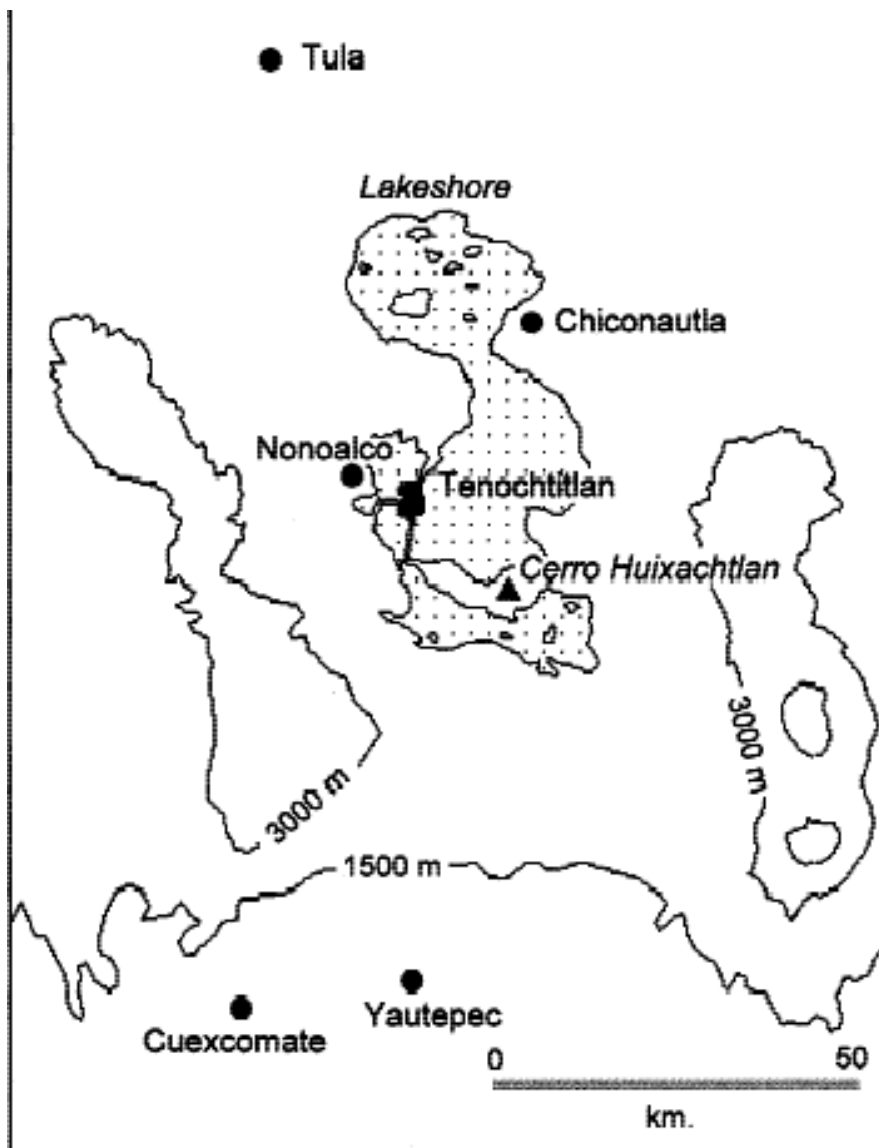 Tula
Lakeshore
Chiconautla
Nonoalco
Tenochtitlan
Cerro Huixachtlan
3000 m
3000 m
1500 m
Yautepec
Cuexcomate
0 50
km.